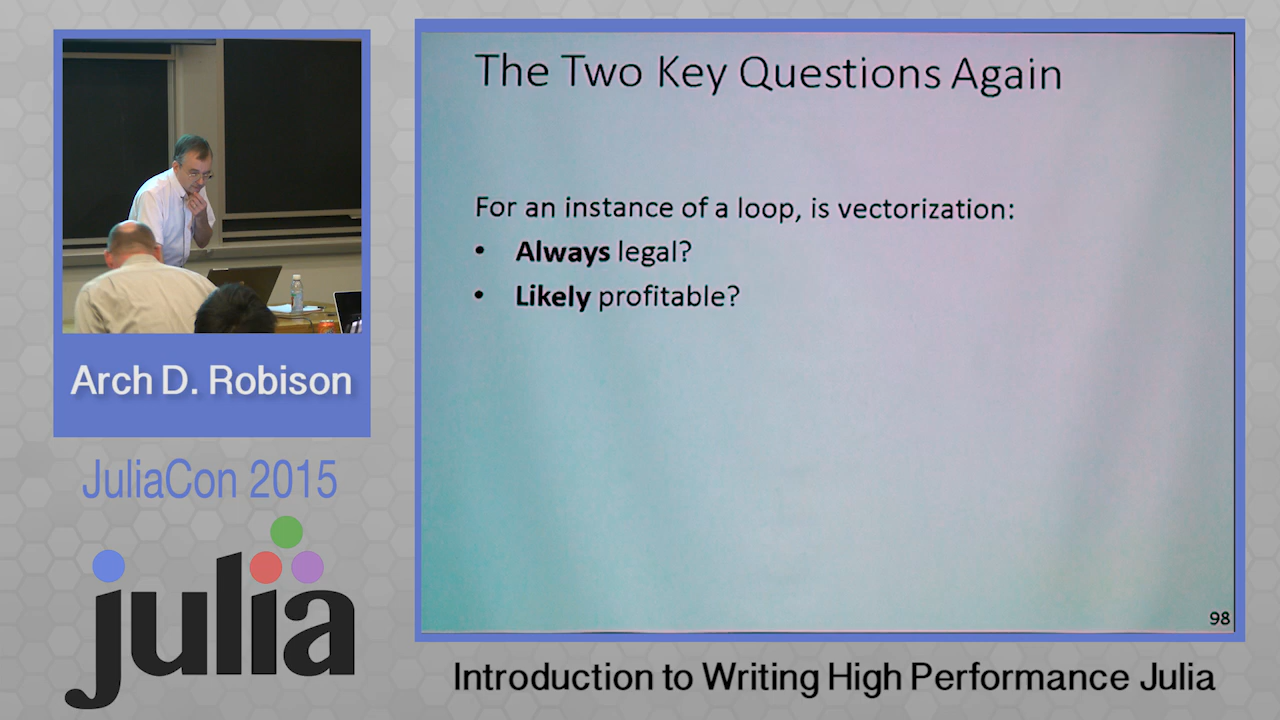 The Two Key Questions Again
For an instance of a loop, is vectorization:
• Always legal?
• Likely profitable?
98
Arch D. Robison
JuliaCon 2015
julia
Introduction to Writing High Performance Julia